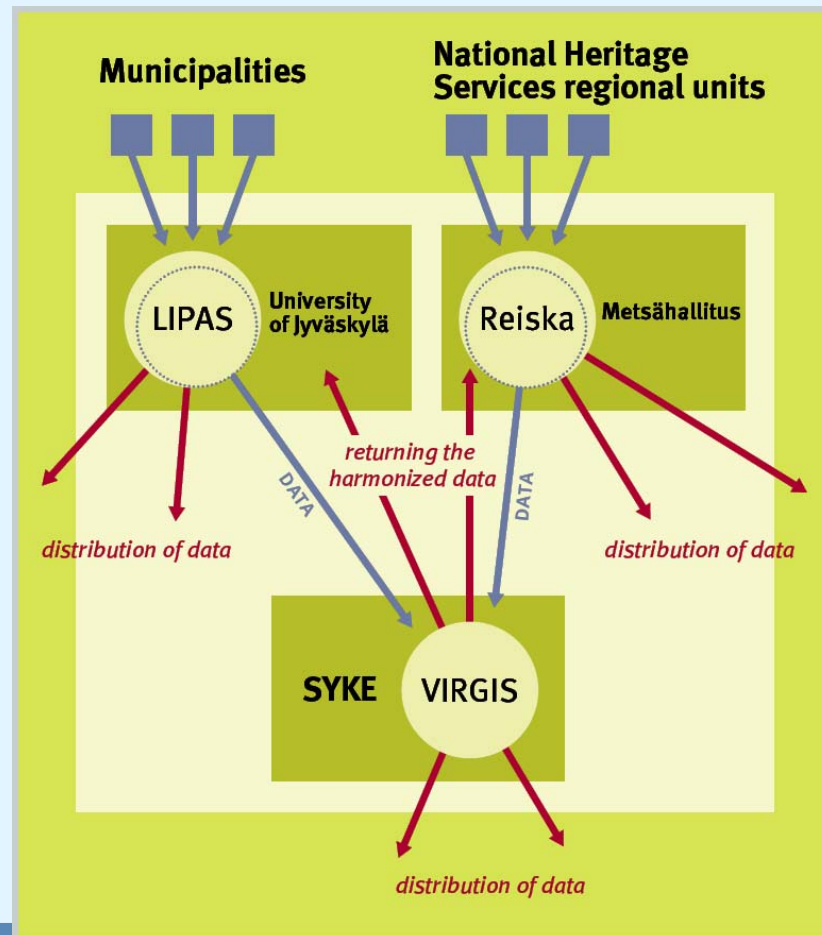 Municipalities
National Heritage
Services regional units
LIPAS
University
of Jyväskylä
Reiska
Metsähallitus
returning the
harmonized data
DATA
DATA
distribution of data
distribution of data
SYKE
VIRGIS
distribution of data